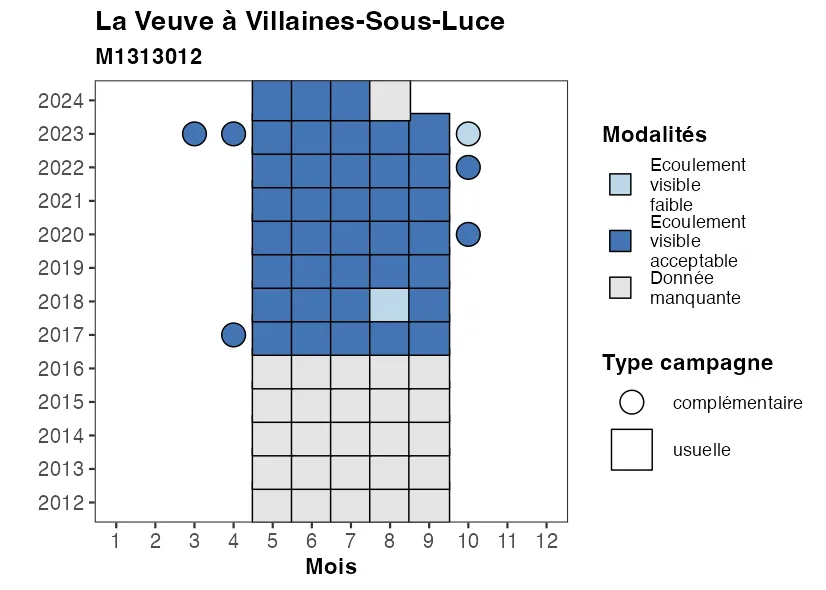 La Veuve à Villaines-Sous-Luce
M1313012
2024
2023
2022
2021
2020
2019
2018
2017
2016
2015
2014
2013
2012
1 2 3 4 5 6 7 8 9 10 11 12
Mois
Modalités
Ecoulement
visible
faible
Ecoulement
visible
acceptable
Donnée
manquante
Type campagne
complémentaire
usuelle